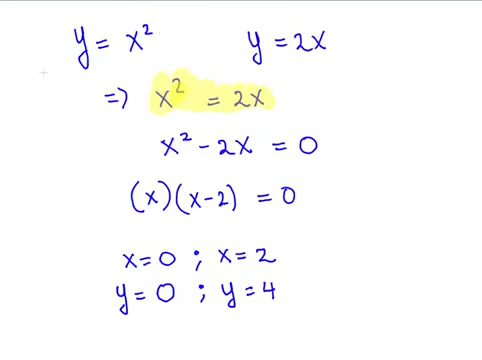 y = x² y = 2x
⇒ x² = 2x
x² - 2x = 0
(x)(x-2) = 0
x=0 ; x=2
y=0 ; y=4